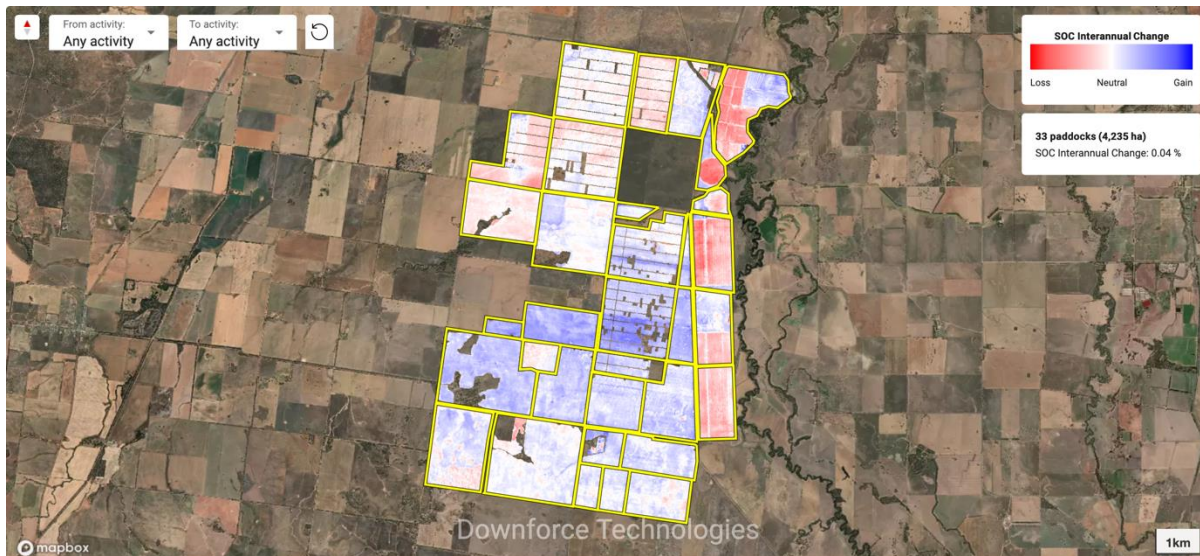 From activity:
Any activity
To activity:
Any activity
SOC Interannual Change
Loss Neutral Gain
33 paddocks (4,235 ha)
SOC Interannual Change: 0.04 %
Downforce Technologies
mapbox
1km